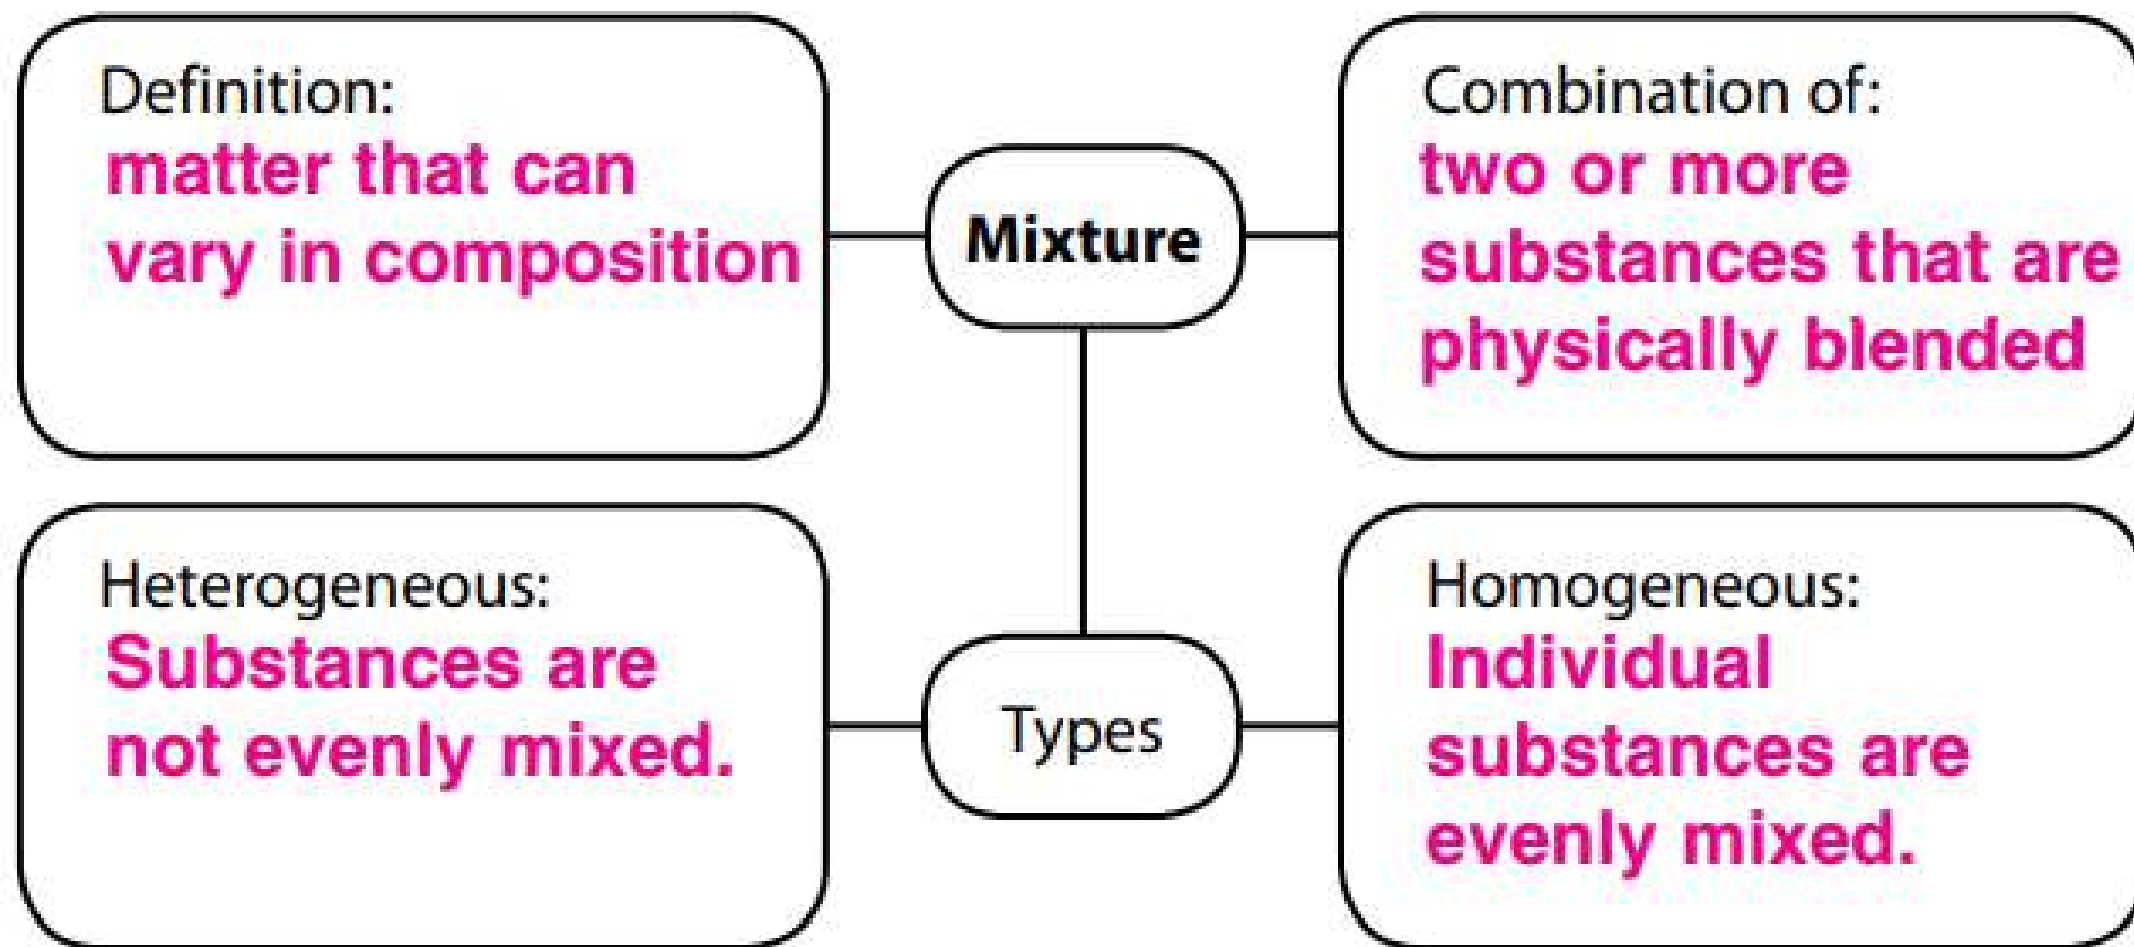 Definition:
matter that can
vary in composition
Mixture
Combination of:
two or more
substances that are
physically blended
Heterogeneous:
Substances are
not evenly mixed.
Types
Homogeneous:
Individual
substances are
evenly mixed.